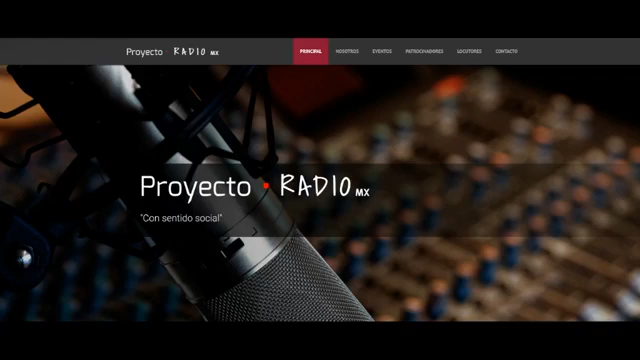 Proyecto RADIO MX
PRINCIPAL NOSOTROS EVENTOS PATROCINADORES LOCUTORES CONTACTO
Proyecto • RADIO MX
"Con sentido social"